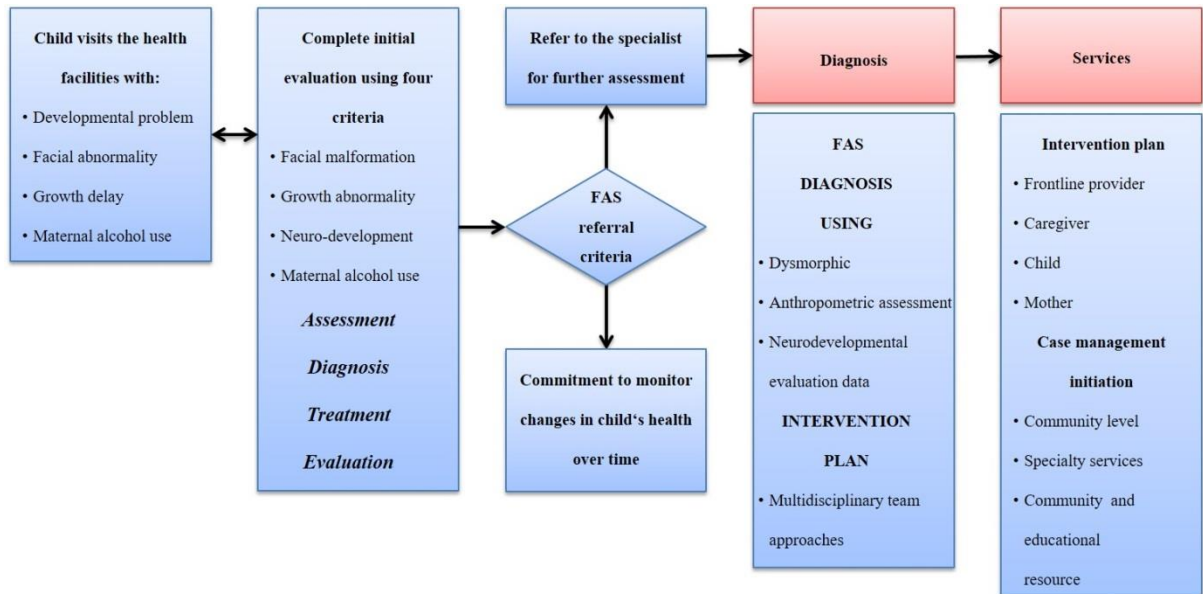 Child visits the health
facilities with:
• Developmental problem
• Facial abnormality
• Growth delay
• Maternal alcohol use
Complete initial
evaluation using four
criteria
• Facial malformation
• Growth abnormality
• Neuro-development
• Maternal alcohol use
Assessment
Diagnosis
Treatment
Evaluation
Refer to the specialist
for further assessment
FAS
referral
criteria
Commitment to monitor
changes in child‘s health
over time
Diagnosis
FAS
DIAGNOSIS
USING
• Dysmorphic
• Anthropometric assessment
• Neurodevelopmental
evaluation data
INTERVENTION
PLAN
• Multidisciplinary team
approaches
Services
Intervention plan
• Frontline provider
• Caregiver
• Child
• Mother
Case management
initiation
• Community level
• Specialty services
• Community and
educational
resource